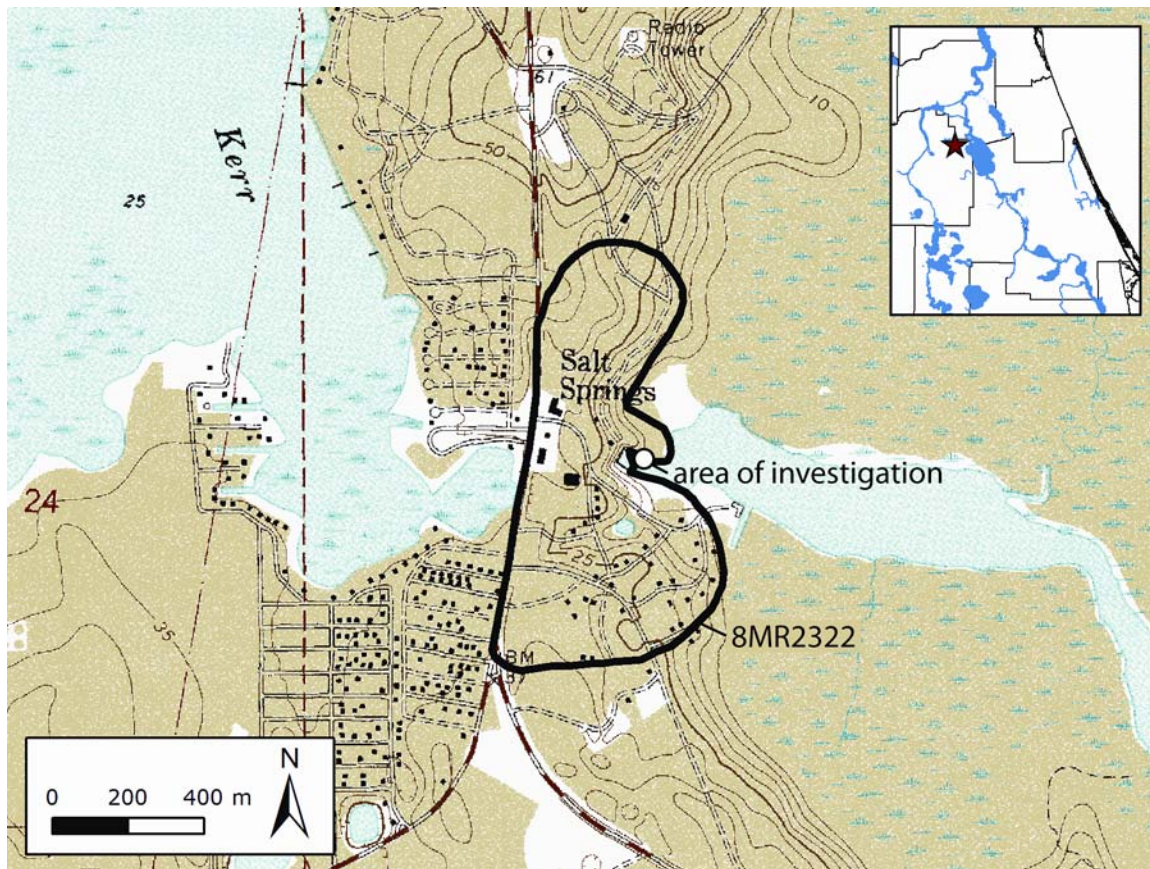 Radio
Tower
61
10
50
Kerr
25
Salt
Springs
area of investigation
24
25
35
8MR2322
BM
N
0 200 400 m